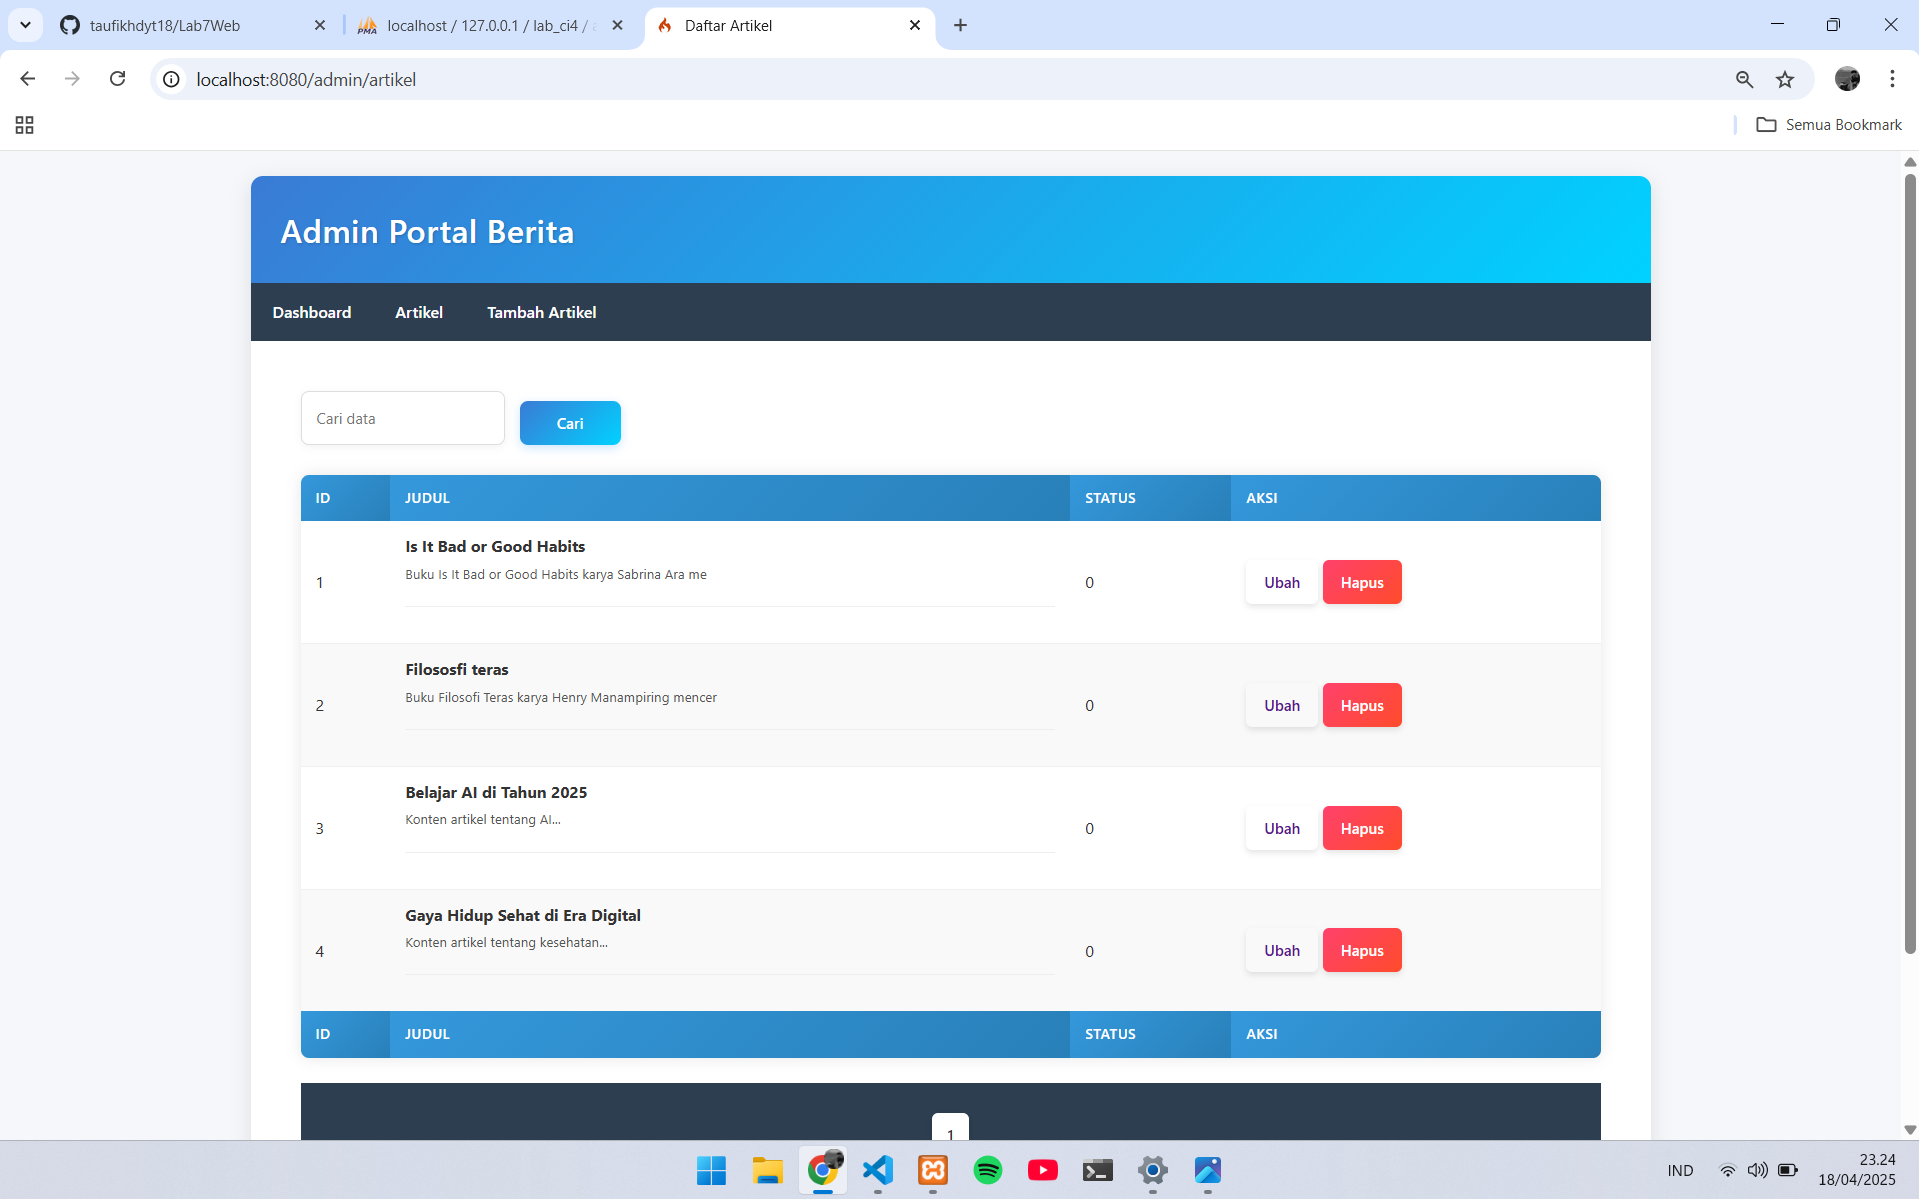 taufikhdyt18/Lab7Web
localhost / 127.0.0.1 / lab_ci4 /
Daftar Artikel
localhost:8080/admin/artikel
Semua Bookmark
Admin Portal Berita
Dashboard Artikel Tambah Artikel
Cari data
Cari
ID JUDUL STATUS AKSI
Is It Bad or Good Habits
Buku Is It Bad or Good Habits karya Sabrina Ara me
1 0 Ubah Hapus
Filososfi teras
Buku Filosofi Teras karya Henry Manampiring mencer
2 0 Ubah Hapus
Belajar AI di Tahun 2025
Konten artikel tentang AI...
3 0 Ubah Hapus
Gaya Hidup Sehat di Era Digital
Konten artikel tentang kesehatan...
4 0 Ubah Hapus
ID JUDUL STATUS AKSI
1
IND
23.24
18/04/2025